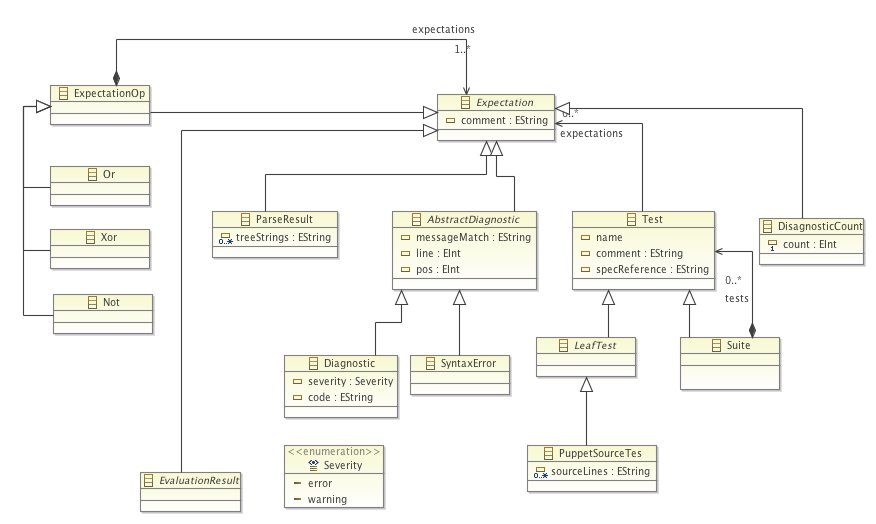 expectations
1..*
ExpectationOp
Expectation
comment : EString
0..*
expectations
Or
Xor
Not
ParseResult
0..*
treeStrings : EString
AbstractDiagnostic
messageMatch : EString
line : EInt
pos : EInt
Test
name
comment : EString
specReference : EString
DisagnosticCount
1
count : EInt
0..*
tests
Diagnostic
severity : Severity
code : EString
SyntaxError
LeafTest
Suite
<<enumeration>>
Severity
error
warning
PuppetSourceTes
0..*
sourceLines : EString
EvaluationResult